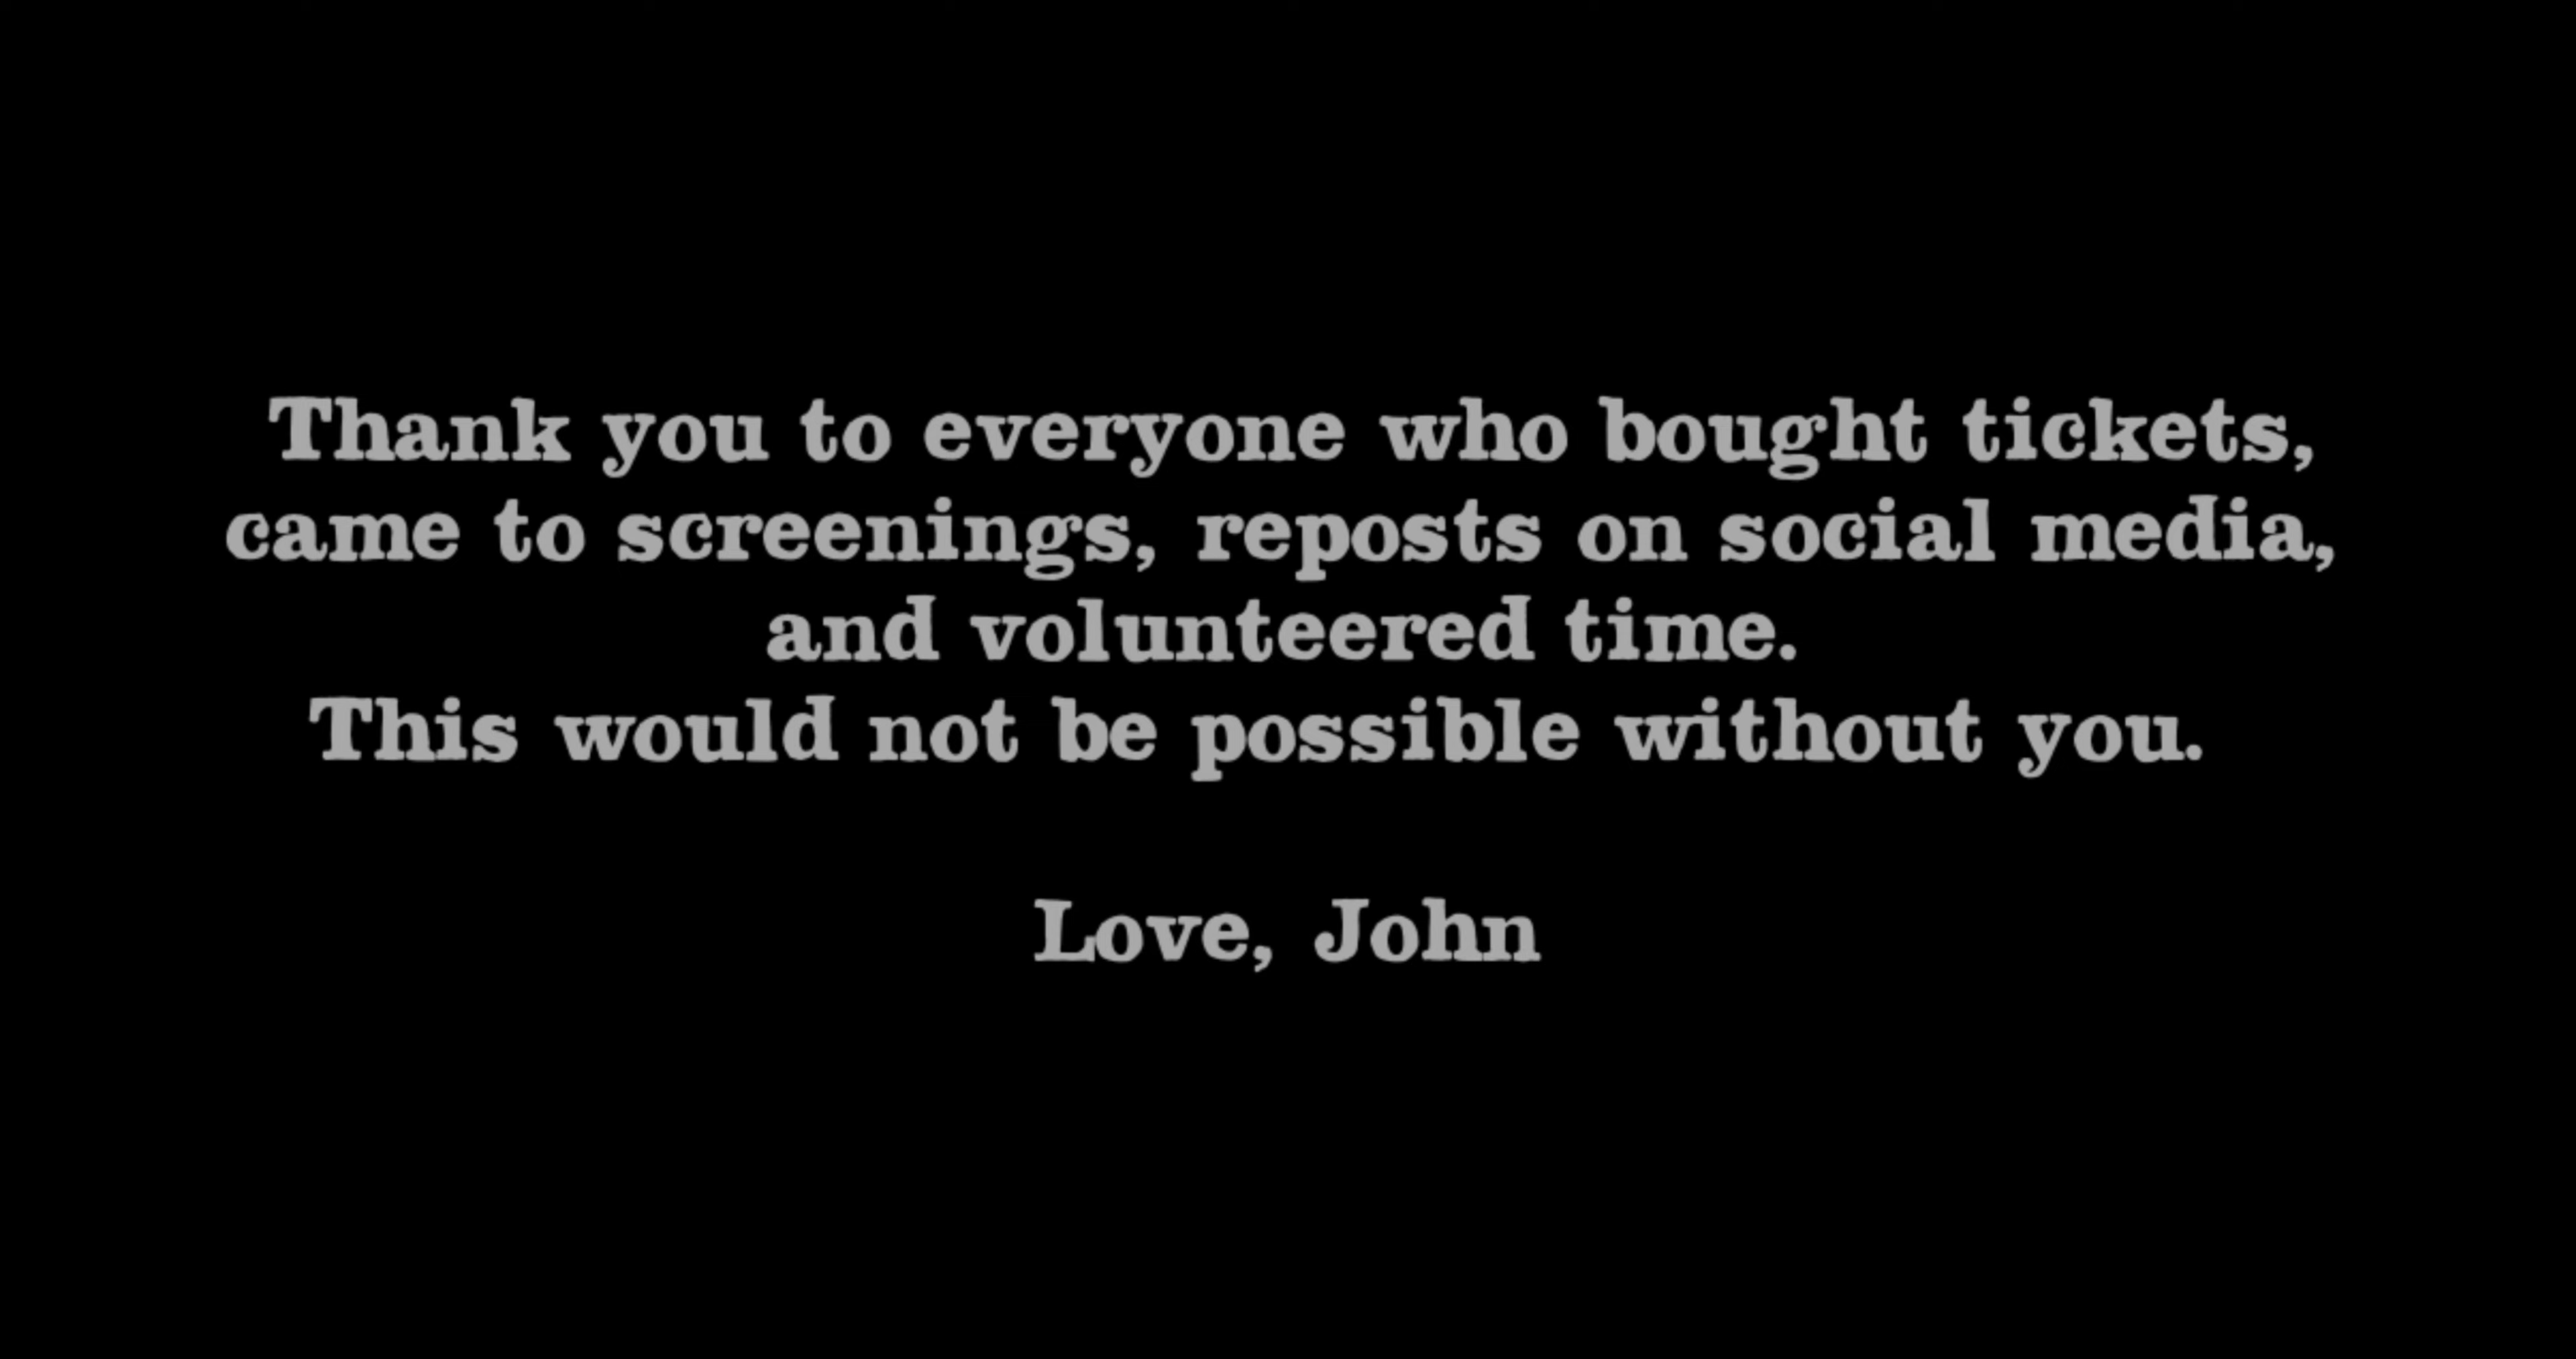 Thank you to everyone who bought tickets,
came to screenings, reposts on social media,
and volunteered time.
This would not be possible without you.
Love, John